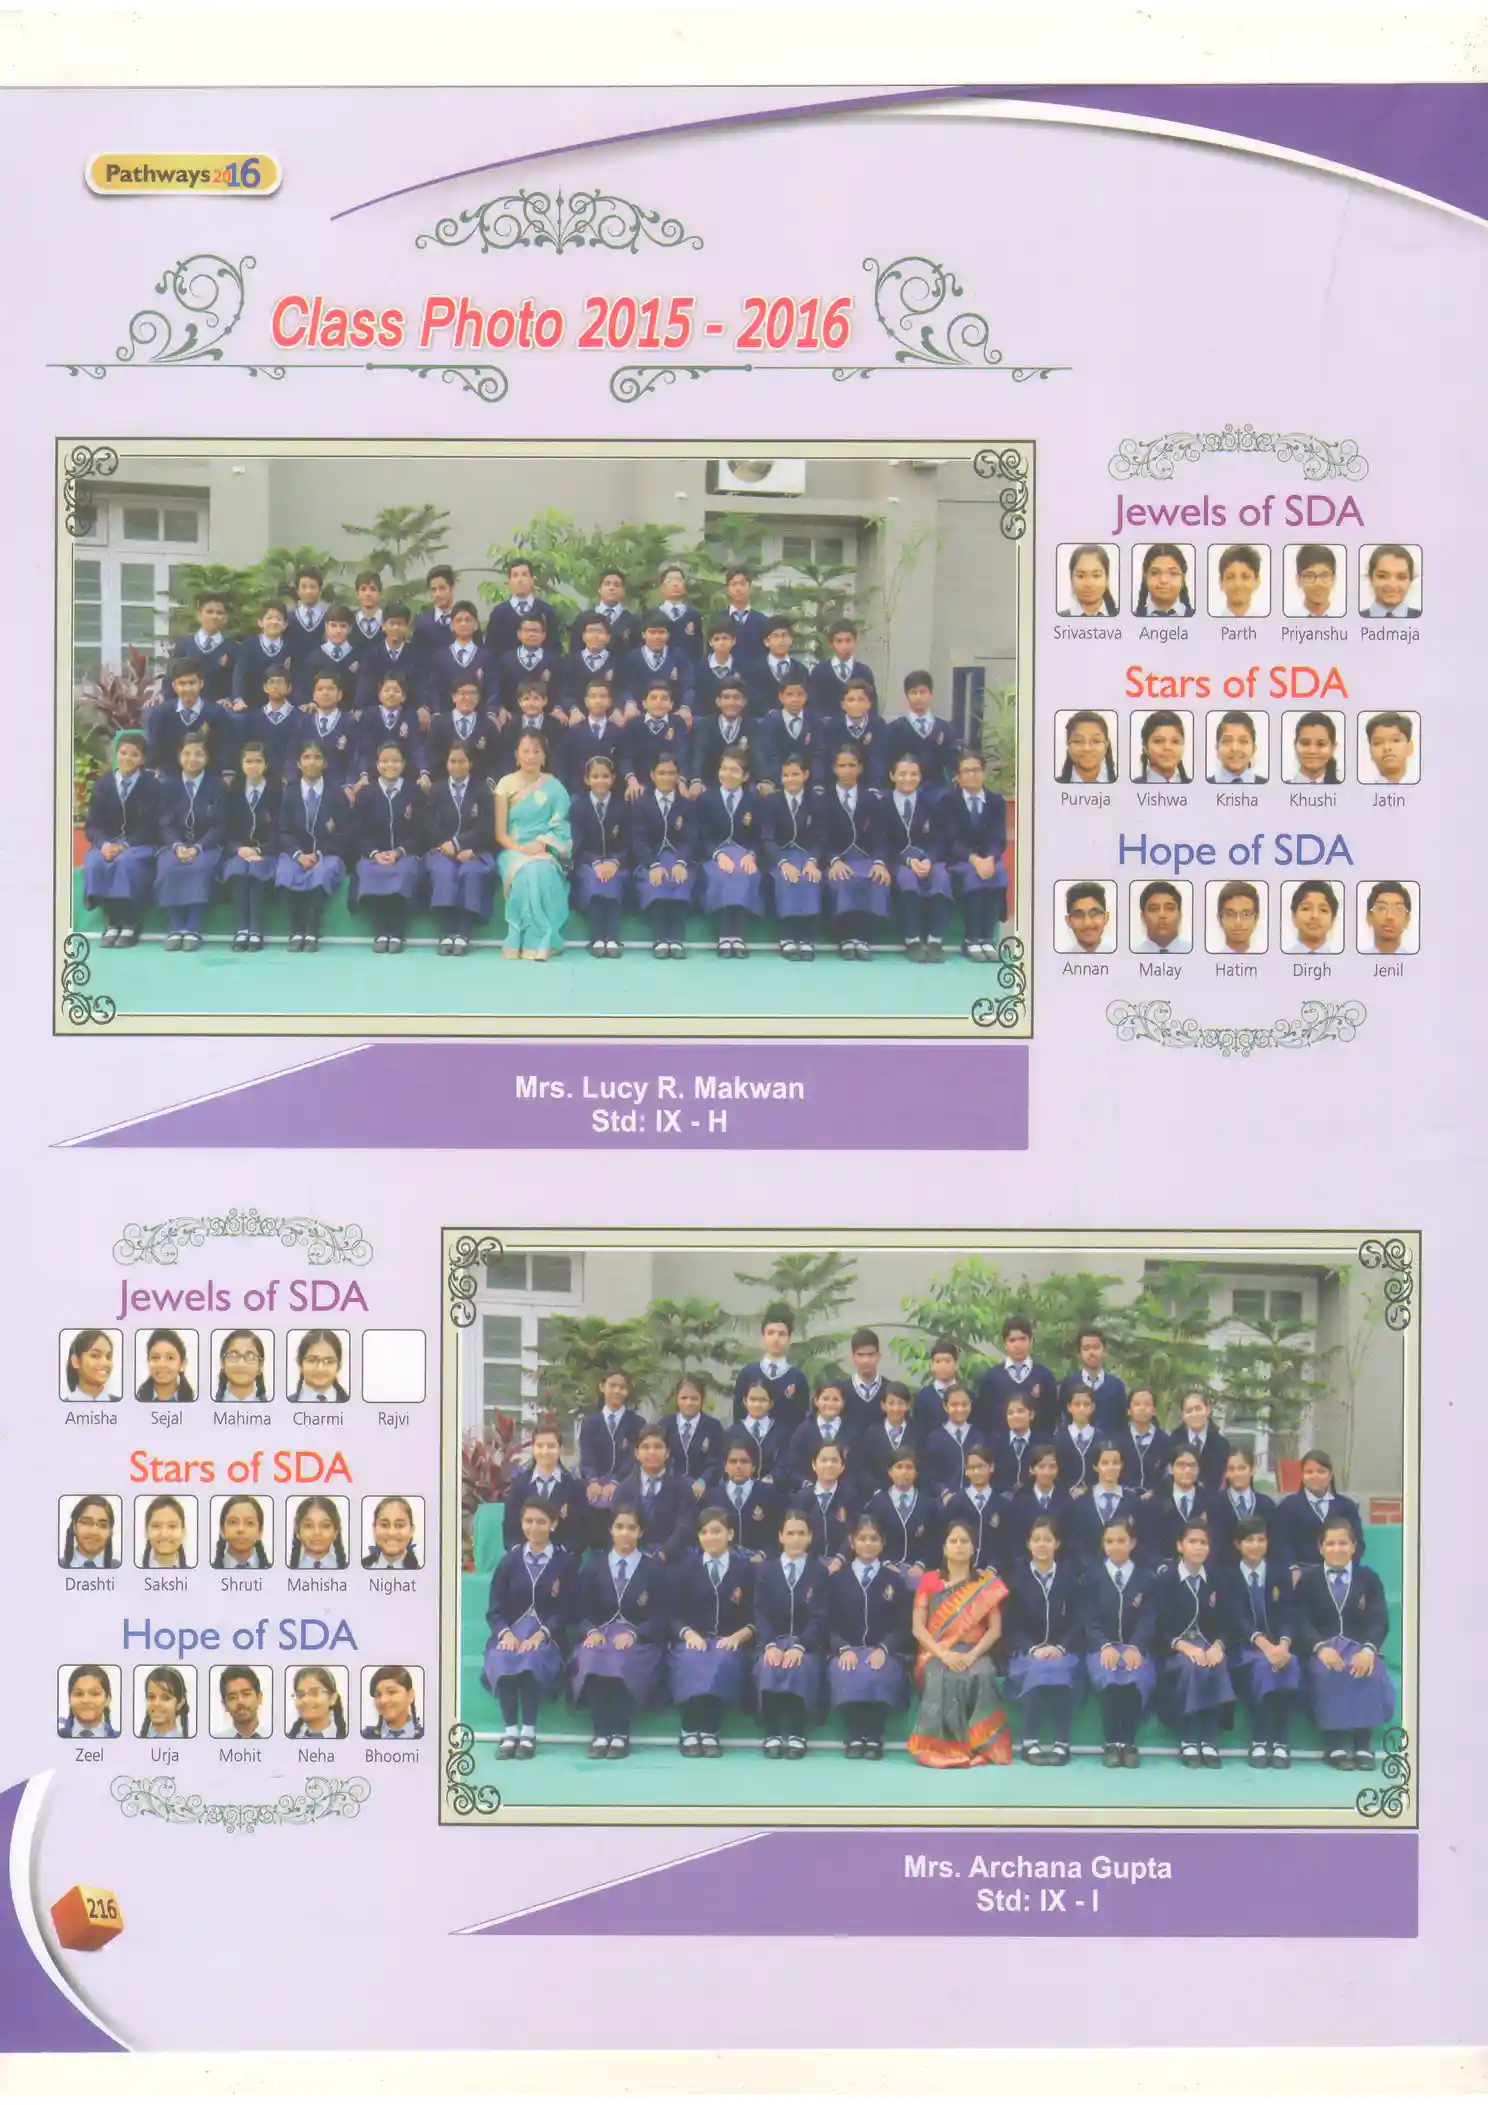 Pathways 2016
Class Photo 2015 - 2016
Jewels of SDA
Srivastava Angela Parth Priyanshu Padmaja
Stars of SDA
Purvaja Vishwa Krisha Khushi Jatin
Hope of SDA
Annan Malay Hatim Dirgh Jenil
Mrs. Lucy R. Makwan
Std: IX - H
Jewels of SDA
Amisha Sejal Mahima Charmi Rajvi
Stars of SDA
Drashti Sakshi Shruti Mahisha Nighat
Hope of SDA
Zeel Urja Mohit Neha Bhoomi
Mrs. Archana Gupta
Std: IX - I
216